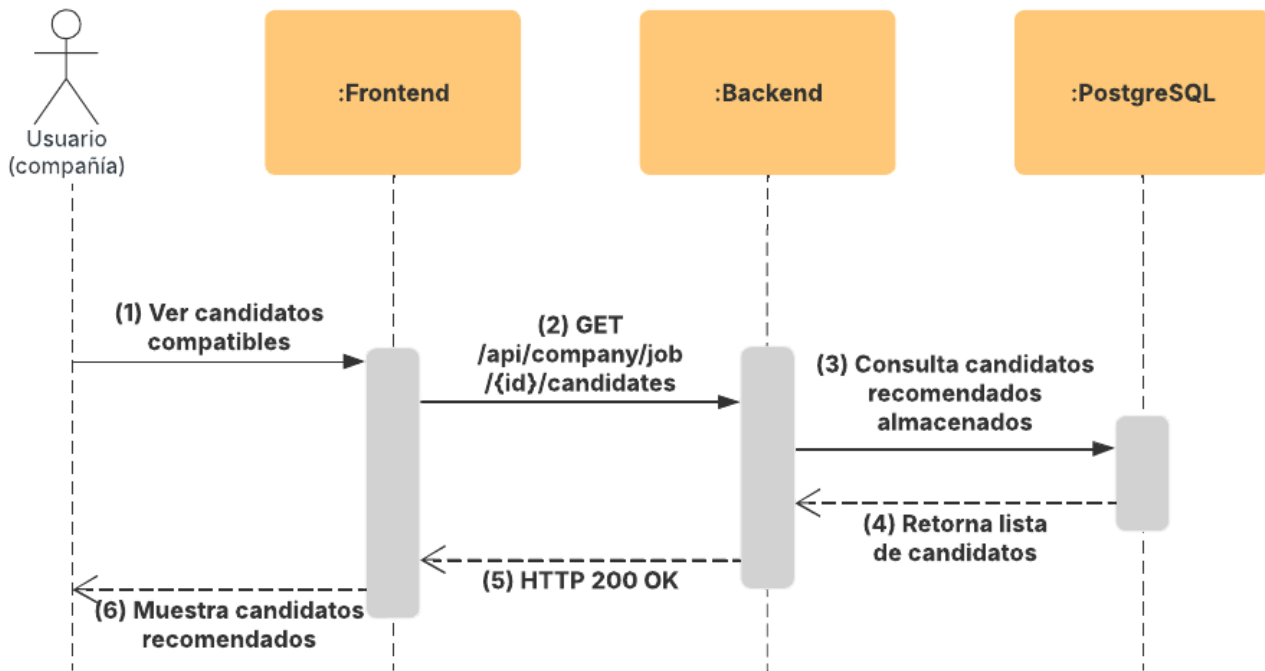 Usuario
(compañía)
:Frontend
:Backend
:PostgreSQL
(1) Ver candidatos
compatibles
(2) GET
/api/company/job
/{id}/candidates
(3) Consulta candidatos
recomendados
almacenados
(4) Retorna lista
de candidatos
(5) HTTP 200 OK
(6) Muestra candidatos
recomendados